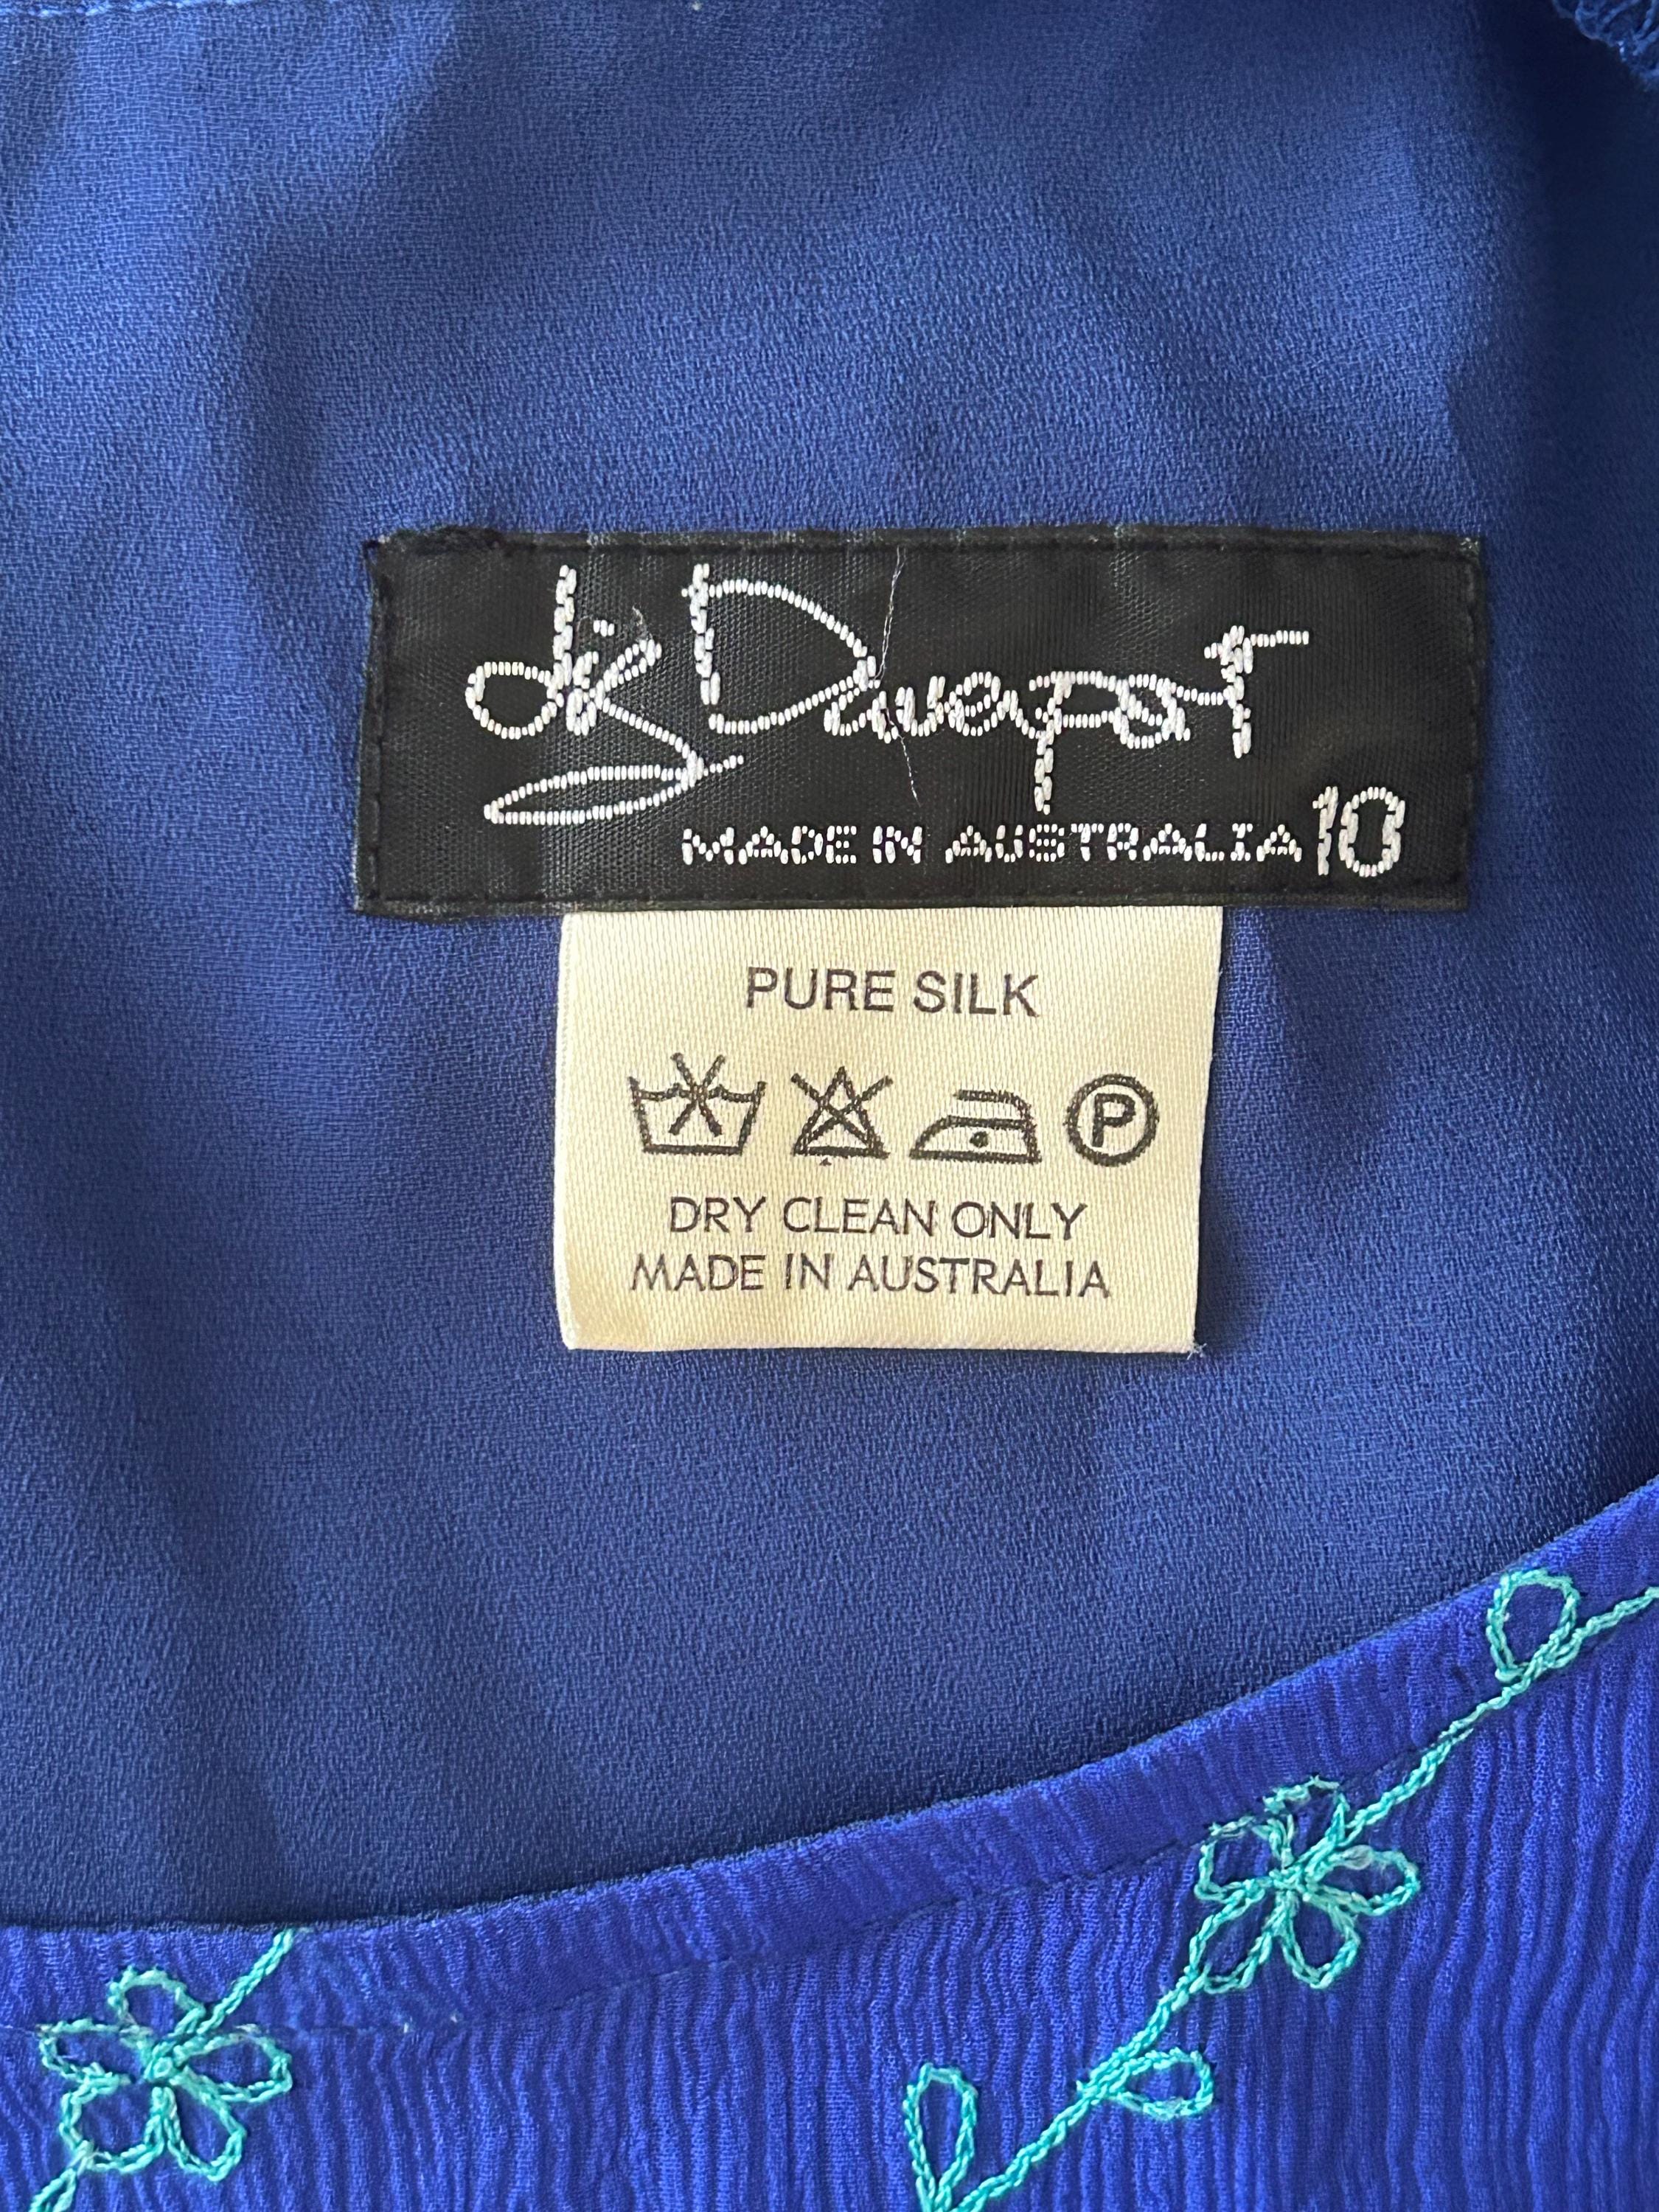 Liz Davenport
MADE IN AUSTRALIA 10
PURE SILK
P
DRY CLEAN ONLY
MADE IN AUSTRALIA